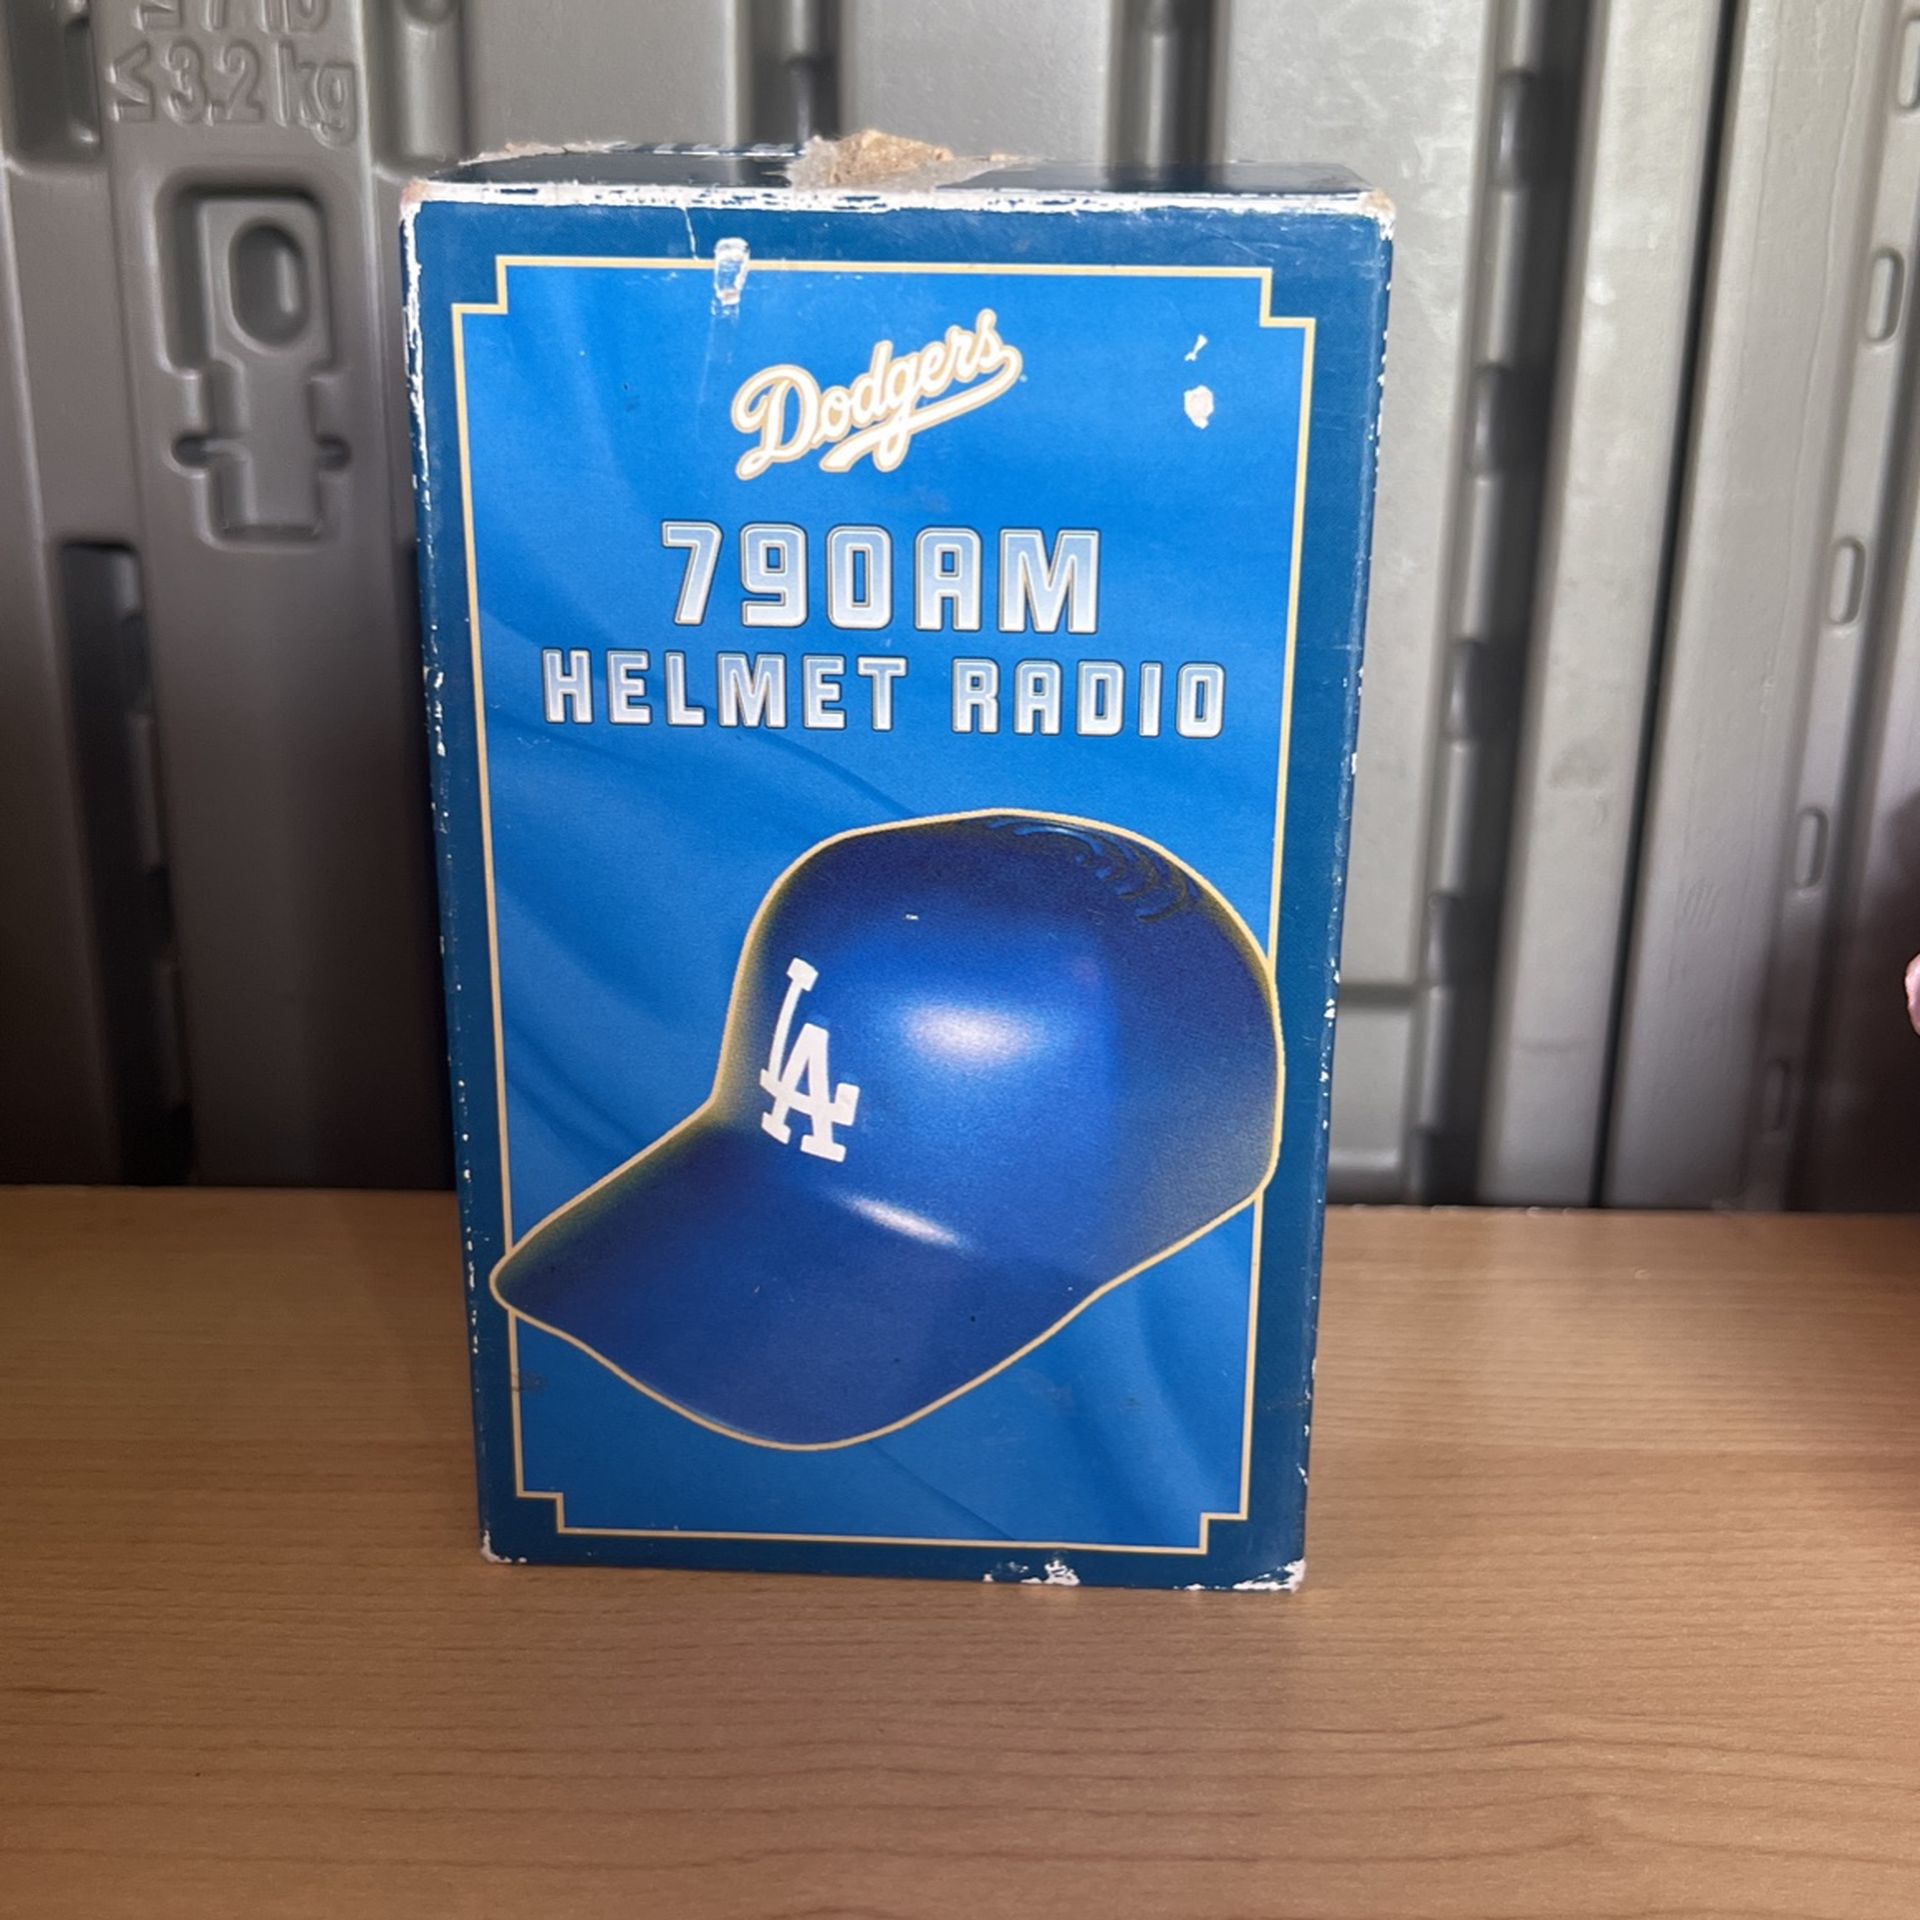 ≤3.2 kg
Dodgers
790AM
HELMET RADIO
LA